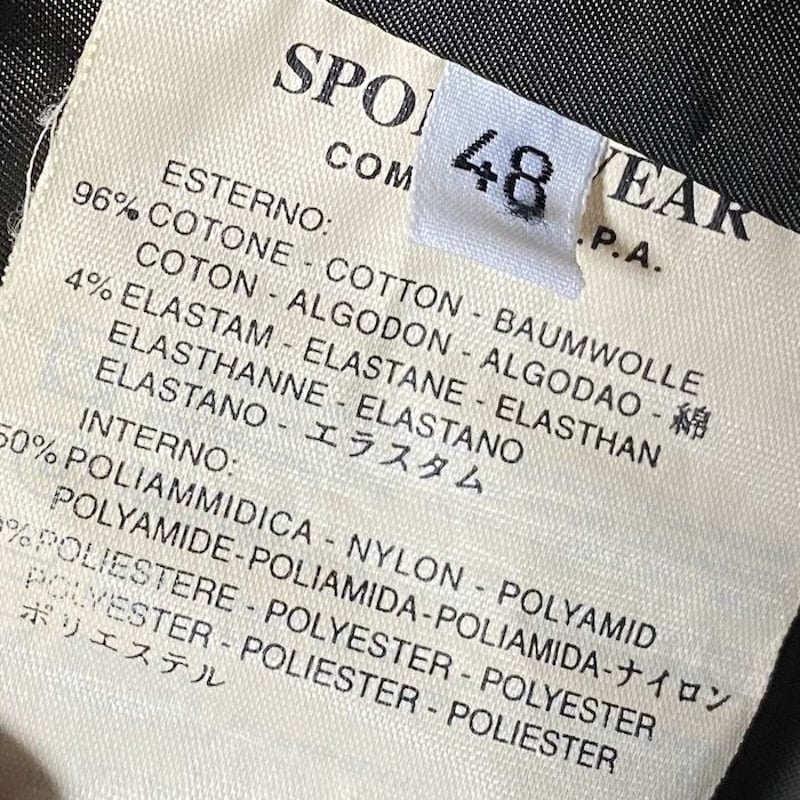 SPO 48 WEAR
COM .P.A.
ESTERNO:
96% COTONE - COTTON - BAUMWOLLE
COTON - ALGODON - ALGODAO - 綿
4% ELASTAM - ELASTANE - ELASTHAN
ELASTHANNE - ELASTANO
ELASTANO - エラスタム
INTERNO:
50% POLIAMMIDICA - NYLON - POLYAMID
POLYAMIDE-POLIAMIDA-POLIAMIDA-ナイロン
% POLIESTERE - POLYESTER - POLYESTER
POLYESTER - POLIESTER - POLIESTER
ポリエステル